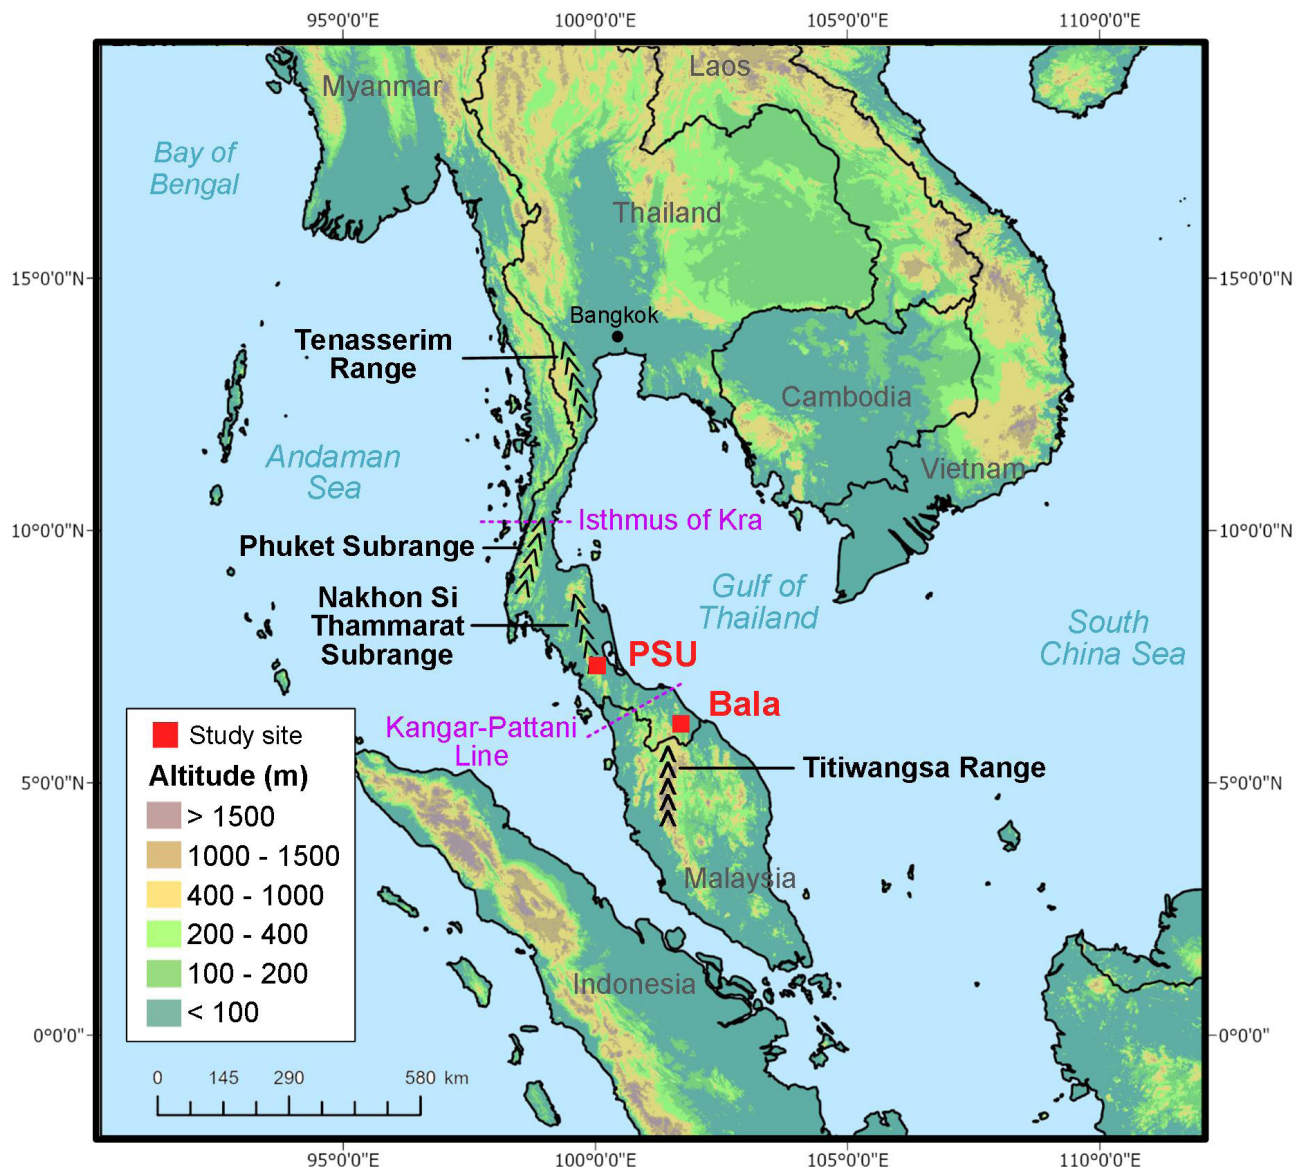 95°0'0"E
100°0'0"E
105°0'0"E
110°0'0"E
Laos
Myanmar
Bay of
Bengal
Thailand
15°0'0"N
15°0'0"N
Bangkok
Tenasserim
Range
Cambodia
Andaman
Sea
Vietnam
Isthmus of Kra
10°0'0"N
10°0'0"N
Phuket Subrange
Gulf of
Thailand
Nakhon Si
Thammarat
Subrange
South
China Sea
PSU
Bala
Kangar-Pattani
Line
Study site
Titiwangsa Range
Altitude (m)
5°0'0"N
5°0'0"N
> 1500
1000 - 1500
400 - 1000
200 - 400
100 - 200
< 100
Malaysia
Indonesia
0°0'0"
0°0'0"
0 145 290 580 km
95°0'0"E
100°0'0"E
105°0'0"E
110°0'0"E